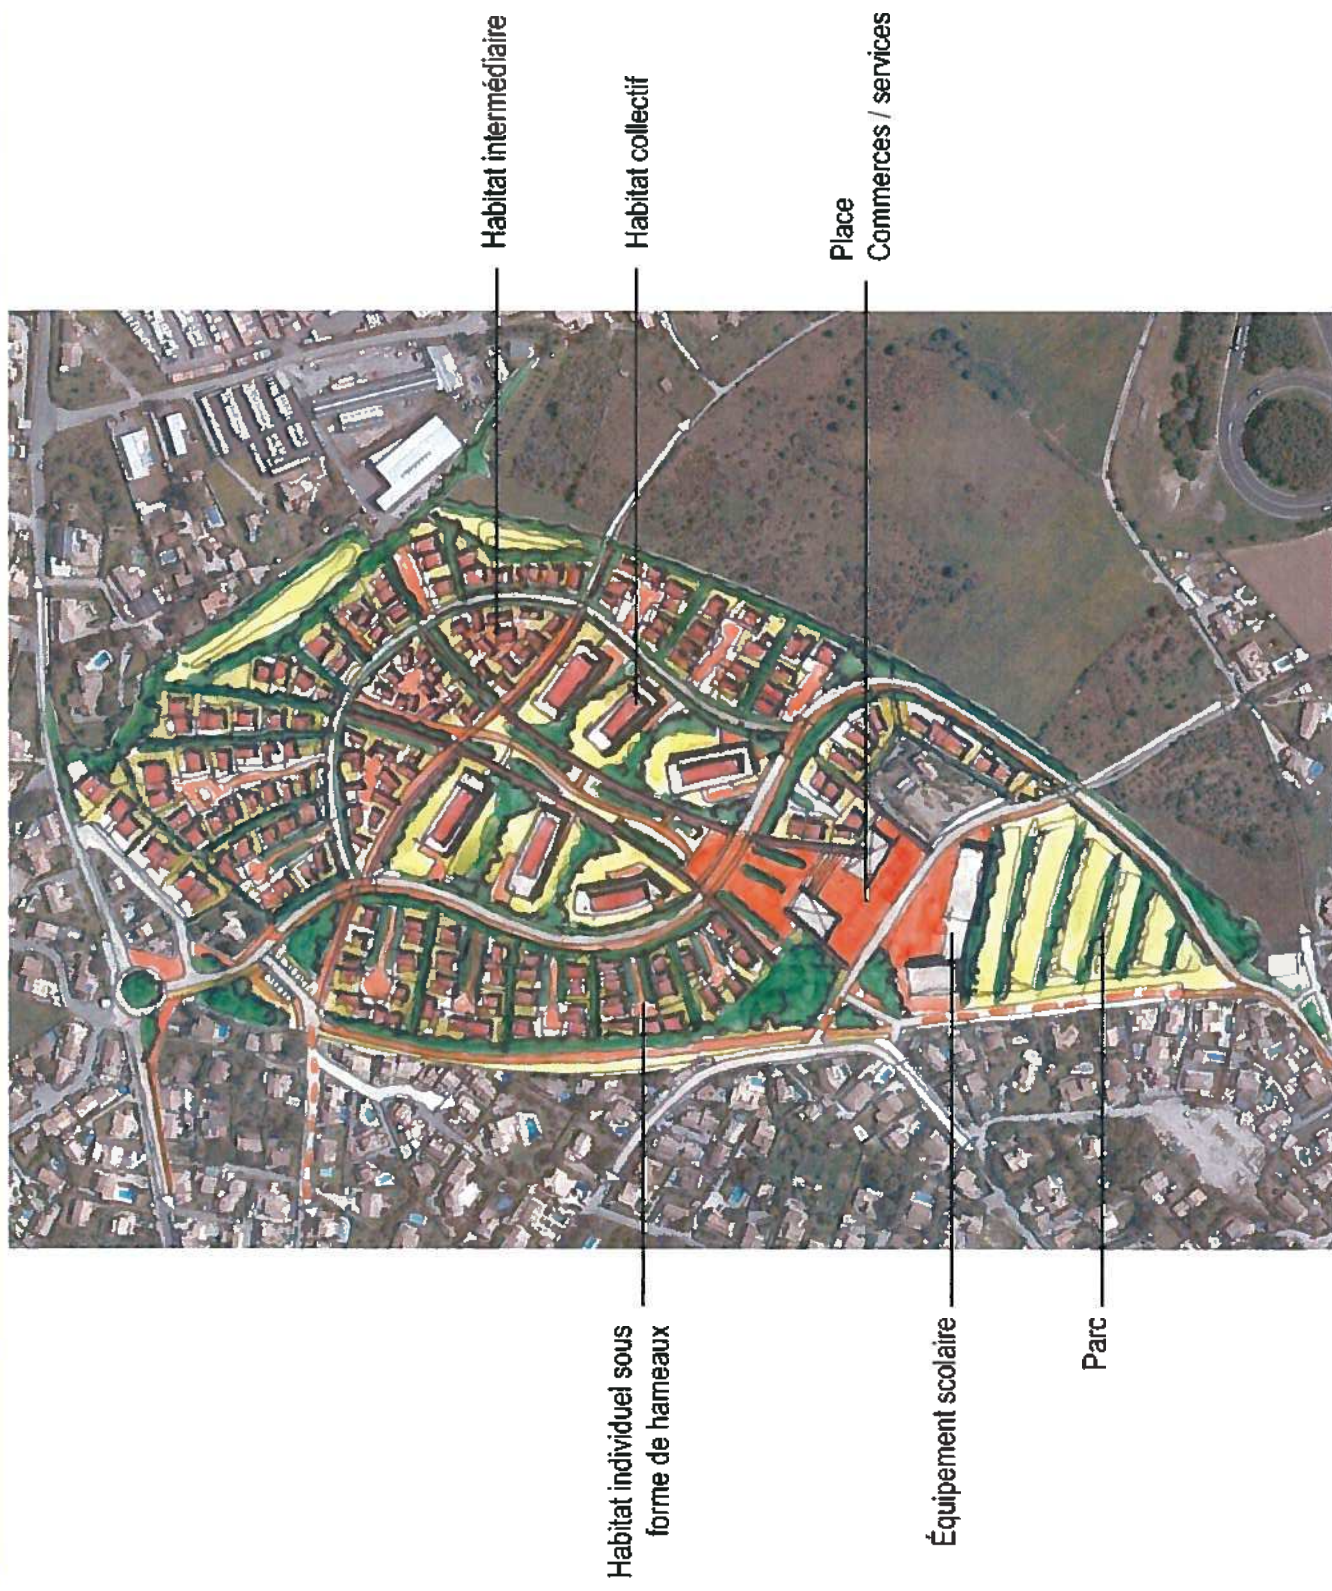 Habitat intermédiaire
Habitat collectif
Place
Commerces / services
Habitat individuel sous
forme de hameaux
Équipement scolaire
Parc